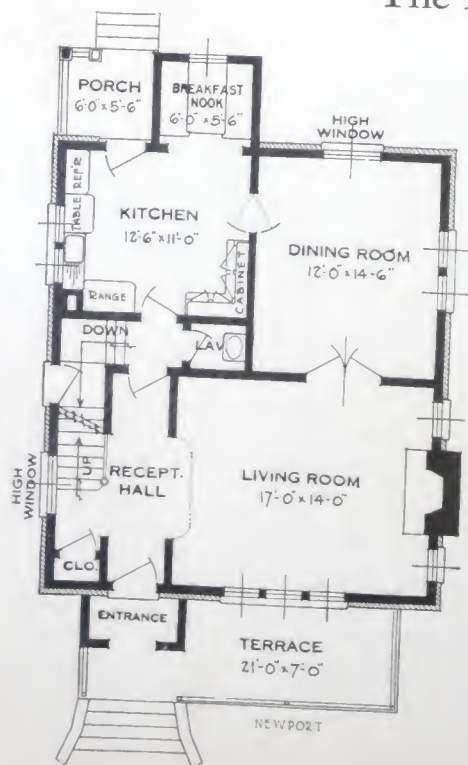 The
PORCH
6'-0" x 5'-6"
BREAKFAST
NOOK
6'-0" x 5'-6"
HIGH
WINDOW
REF'R
TABLE
KITCHEN
12'-6" x 11'-0"
CABINET
DINING ROOM
12'-0" x 14'-6"
RANGE
DOWN
LAV.
UP
HIGH
WINDOW
RECEPT.
HALL
LIVING ROOM
17'-0" x 14'-0"
CLO.
ENTRANCE
TERRACE
21'-0" x 7'-0"
NEWPORT